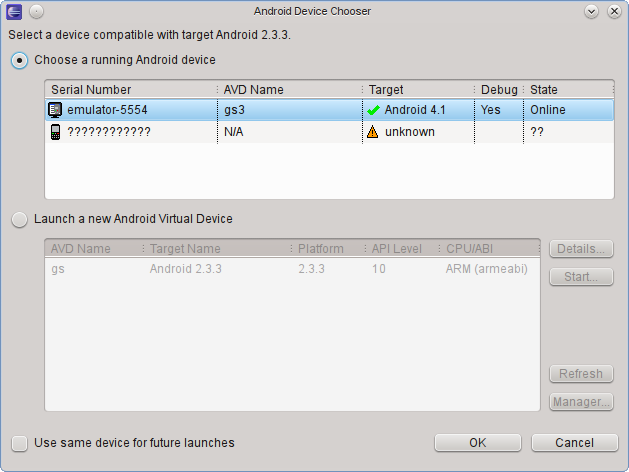 Android Device Chooser
Select a device compatible with target Android 2.3.3.
Choose a running Android device
Serial Number AVD Name Target Debug State
emulator-5554 gs3 Android 4.1 Yes Online
???????????? N/A unknown ??
Launch a new Android Virtual Device
AVD Name Target Name Platform API Level CPU/ABI
gs Android 2.3.3 2.3.3 10 ARM (armeabi)
Details...
Start...
Refresh
Manager...
Use same device for future launches
OK Cancel